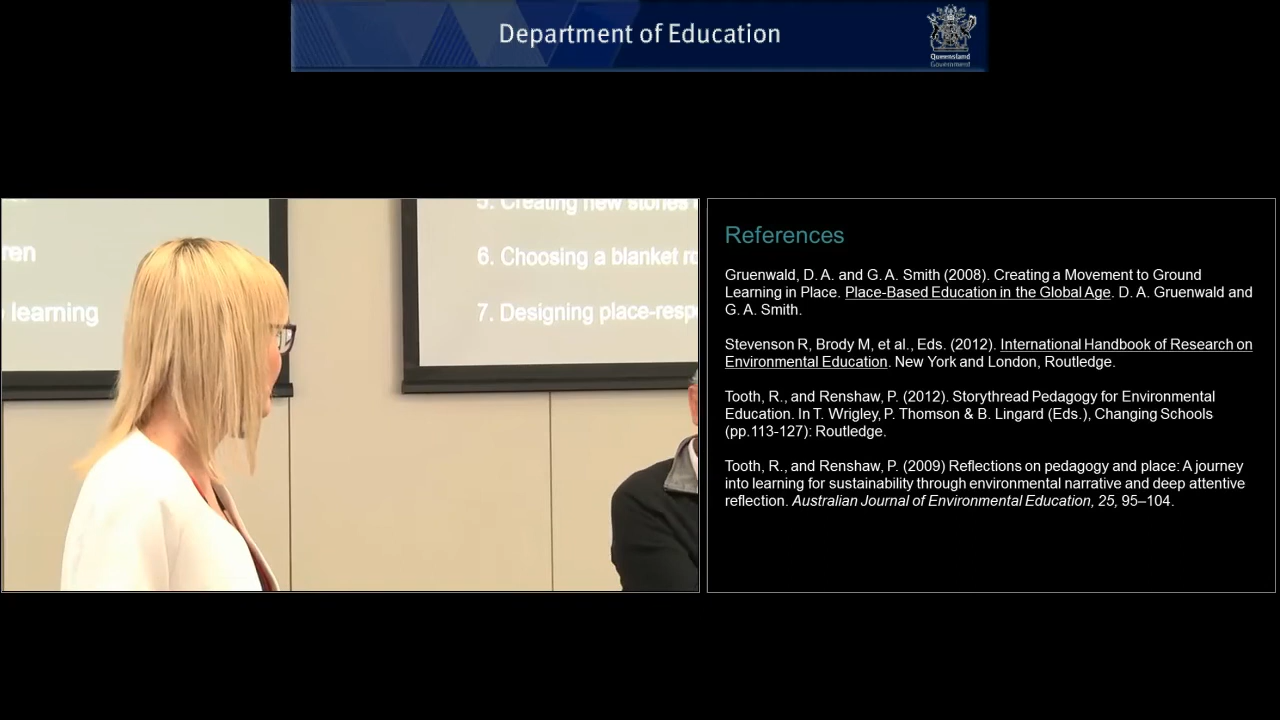 Department of Education
Queensland
Government
ren
learning
5. Creating new stories
6. Choosing a blanket
7. Designing
References
Gruenwald, D. A. and G. A. Smith (2008). Creating a Movement to Ground
Learning in Place. Place-Based Education in the Global Age. D. A. Gruenwald and
G. A. Smith.
Stevenson R, Brody M, et al., Eds. (2012). International Handbook of Research on
Environmental Education. New York and London, Routledge.
Tooth, R., and Renshaw, P. (2012). Storythread Pedagogy for Environmental
Education. In T. Wrigley, P. Thomson & B. Lingard (Eds.), Changing Schools
(pp.113-127): Routledge.
Tooth, R., and Renshaw, P. (2009) Reflections on pedagogy and place: A journey
into learning for sustainability through environmental narrative and deep attentive
reflection. Australian Journal of Environmental Education, 25, 95–104.